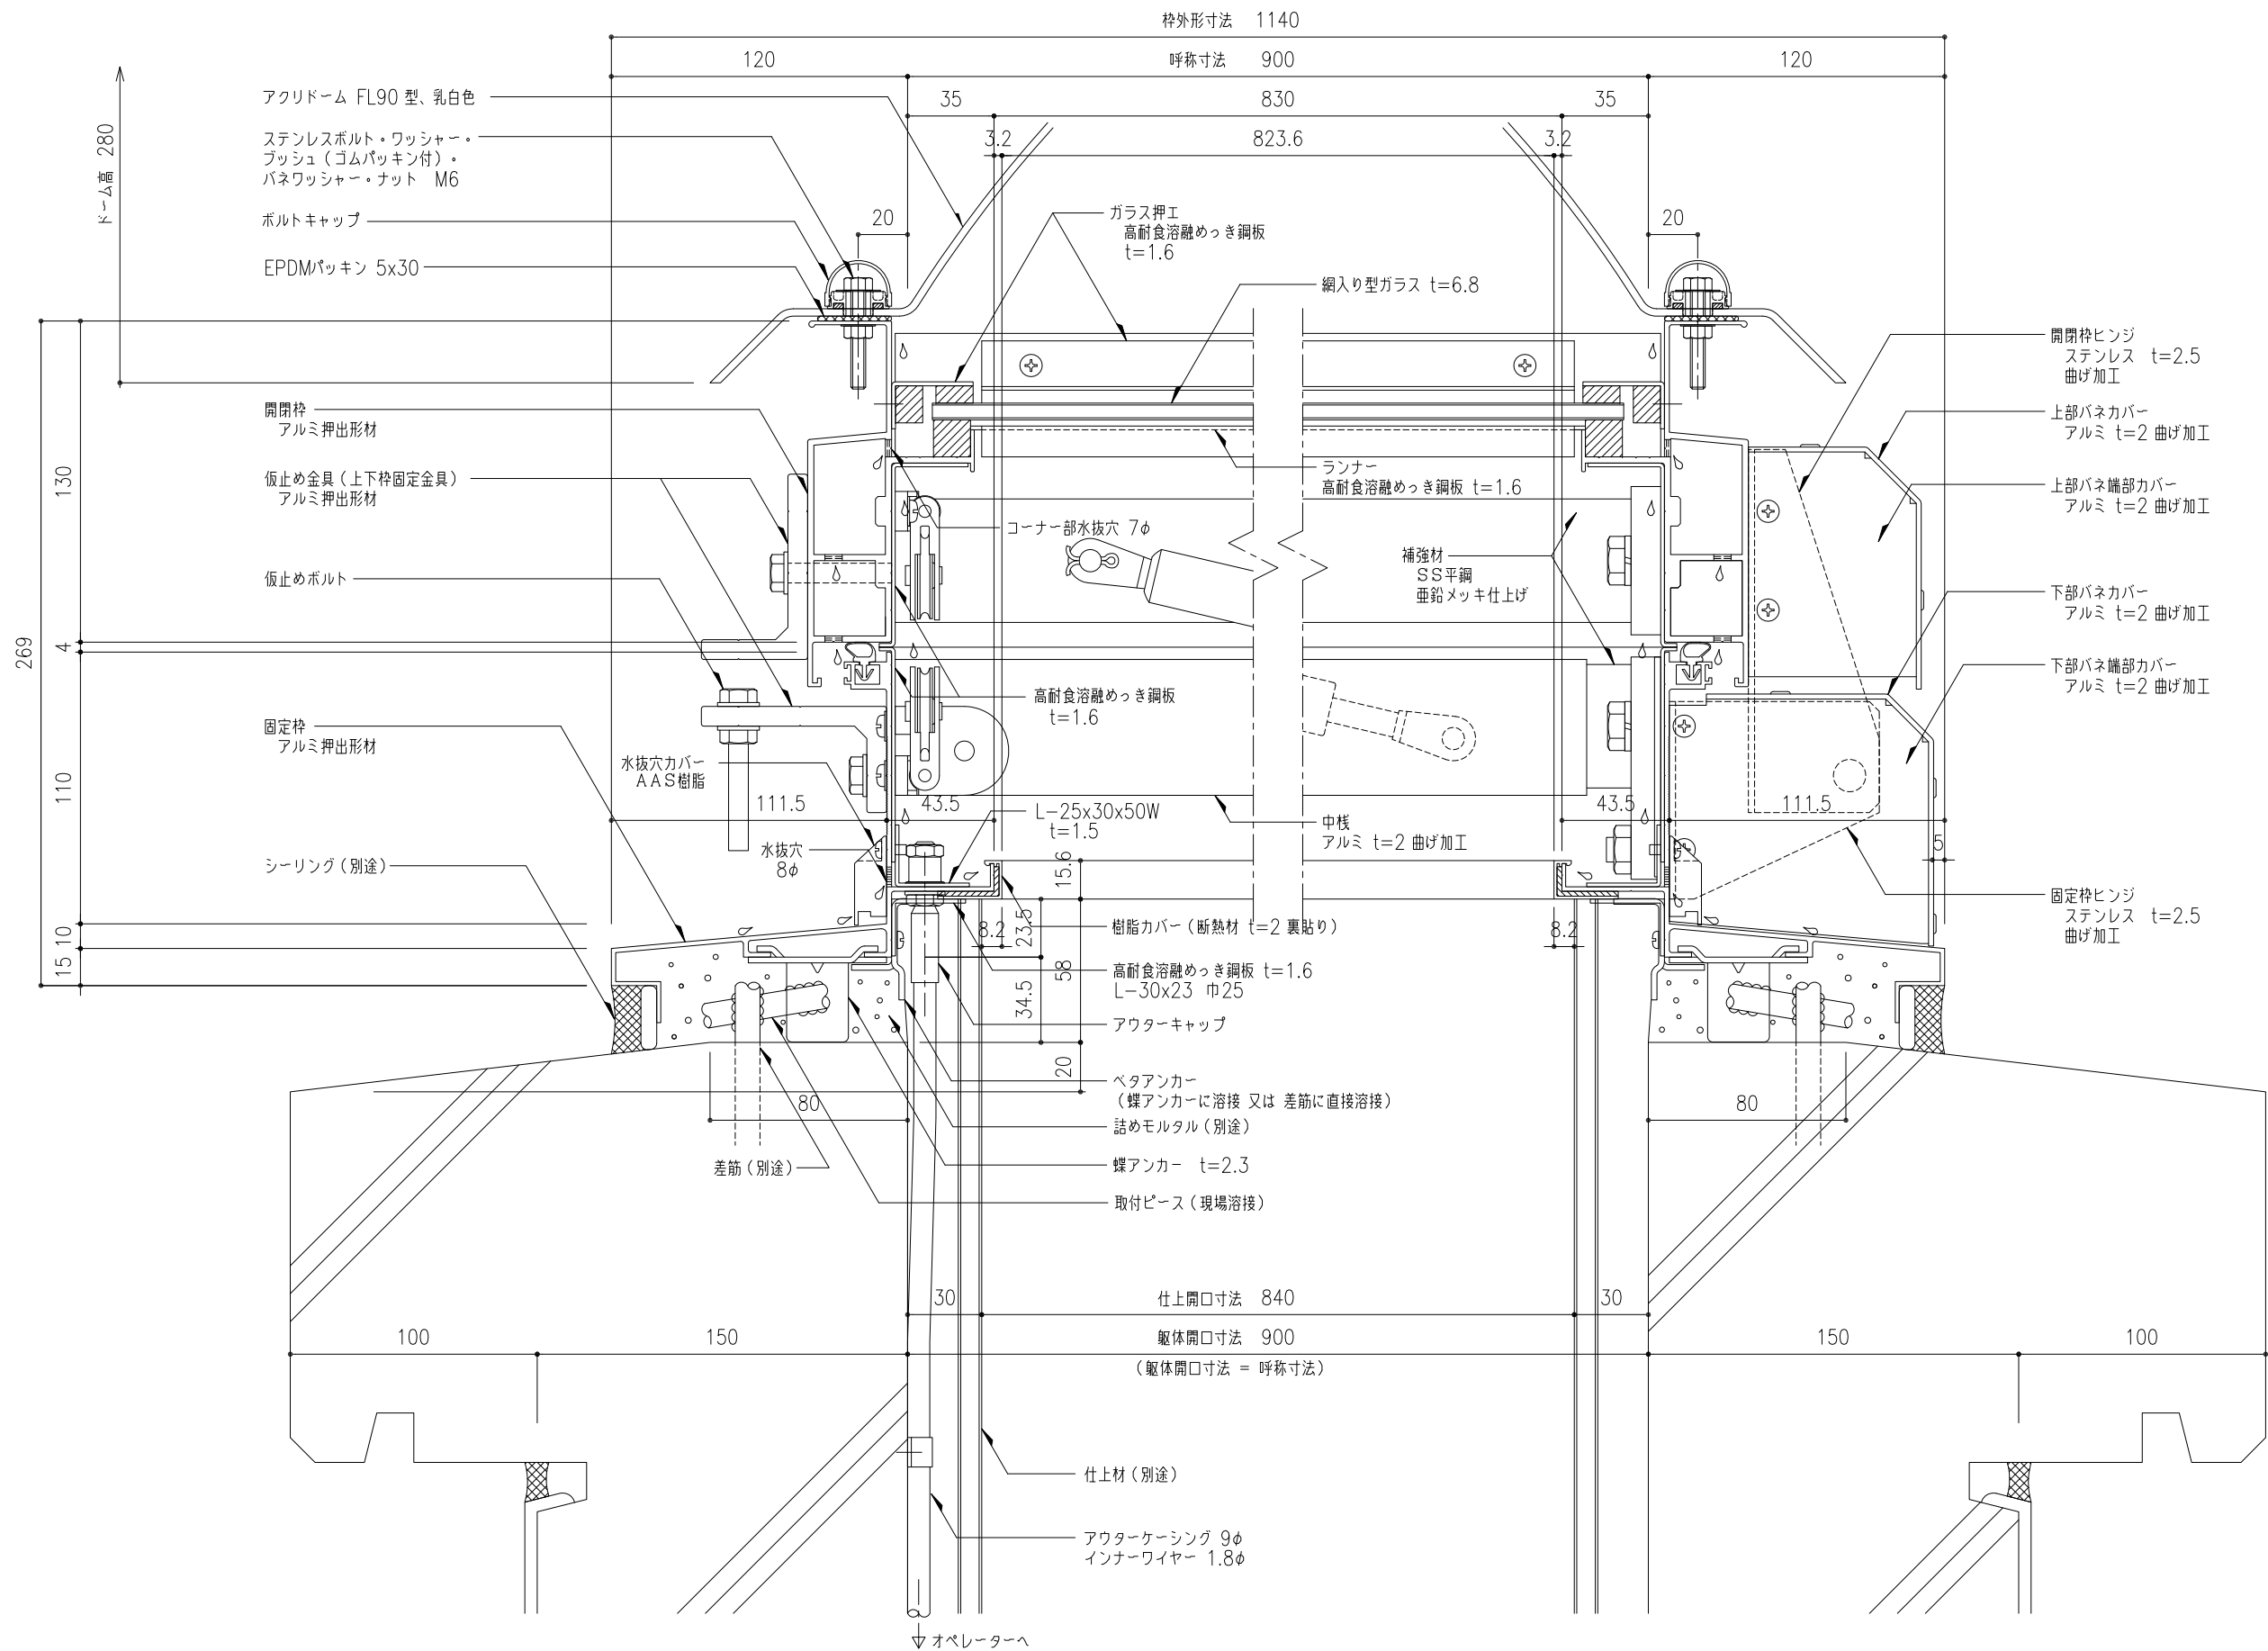 枠外形寸法 1140
120 呼称寸法 900 120
35 830 35
3.2 823.6 3.2
ドーム高 280
アクリドーム FL90 型、乳白色
ステンレスボルト・ワッシャー・
ブッシュ（ゴムパッキン付）・
バネワッシャー・ナット M6
ボルトキャップ
EPDMパッキン 5x30
20
ガラス押エ
高耐食溶融めっき鋼板
t=1.6
20
網入り型ガラス t=6.8
開閉枠ヒンジ
ステンレス t=2.5
曲げ加工
開閉枠
アルミ押出形材
上部バネカバー
アルミ t=2 曲げ加工
仮止め金具（上下枠固定金具）
アルミ押出形材
ランナー
高耐食溶融めっき鋼板 t=1.6
上部バネ端部カバー
アルミ t=2 曲げ加工
コーナー部水抜穴 7φ
補強材
SS平鋼
亜鉛メッキ仕上げ
仮止めボルト
下部バネカバー
アルミ t=2 曲げ加工
269
130
4
110
10
15
高耐食溶融めっき鋼板
t=1.6
下部バネ端部カバー
アルミ t=2 曲げ加工
固定枠
アルミ押出形材
水抜穴カバー
AAS樹脂
111.5 43.5
L-25x30x50W
t=1.5
中桟
アルミ t=2 曲げ加工
43.5 111.5
5
水抜穴
8φ
シーリング（別途）
15.6
23.5
58
34.5
20
8.2
8.2
固定枠ヒンジ
ステンレス t=2.5
曲げ加工
樹脂カバー（断熱材 t=2 裏貼り）
高耐食溶融めっき鋼板 t=1.6
L-30x23 巾25
アウターキャップ
ベタアンカー
（蝶アンカーに溶接 又は 差筋に直接溶接）
80
80
詰めモルタル（別途）
差筋（別途）
蝶アンカー t=2.3
取付ピース（現場溶接）
30 仕上開口寸法 840 30
100 150 躯体開口寸法 900 150 100
（躯体開口寸法 = 呼称寸法）
仕上材（別途）
アウターケーシング 9φ
インナーワイヤー 1.8φ
オペレーターへ